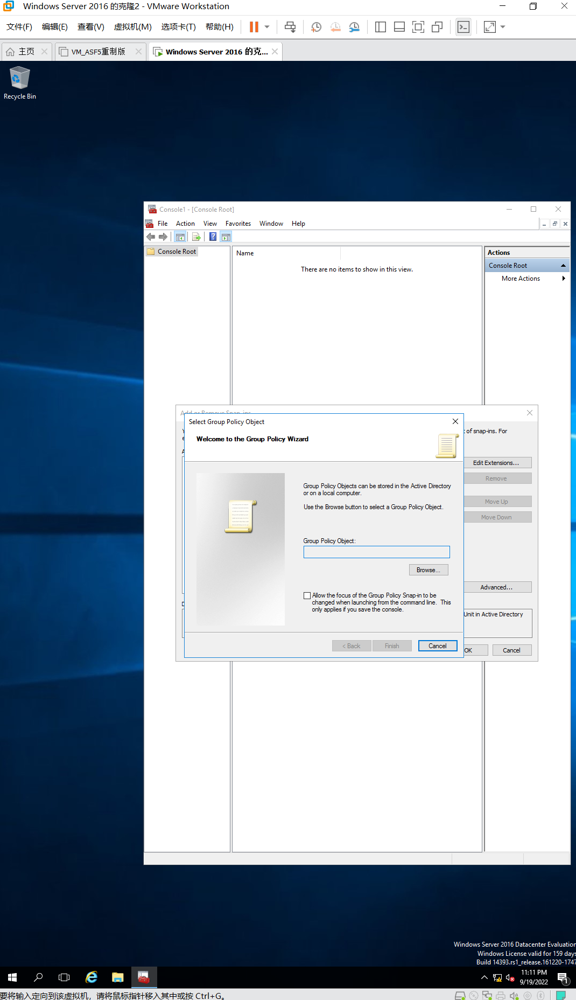 Windows Server 2016 的克隆2 - VMware Workstation
文件(F) 编辑(E) 查看(V) 虚拟机(M) 选项卡(T) 帮助(H)
主页 VM_ASF5重制版 Windows Server 2016 的克...
Recycle Bin
Console1 - [Console Root]
File Action View Favorites Window Help
Console Root
Name
There are no items to show in this view.
Actions
Console Root
More Actions
Add or Remove Snap-ins
Select Group Policy Object
Welcome to the Group Policy Wizard
of snap-ins. For
Edit Extensions...
Remove
Move Up
Move Down
Group Policy Objects can be stored in the Active Directory
or on a local computer.
Use the Browse button to select a Group Policy Object.
Group Policy Object:
Browse...
Advanced...
Allow the focus of the Group Policy Snap-in to be
changed when launching from the command line. This
only applies if you save the console.
Unit in Active Directory
< Back Finish Cancel
OK Cancel
Windows Server 2016 Datacenter Evaluation
Windows License valid for 159 days
Build 14393.rs1_release.161220-1747
11:11 PM
9/19/2022
1
要将输入定向到该虚拟机，请将鼠标指针移入其中或按 Ctrl+G。